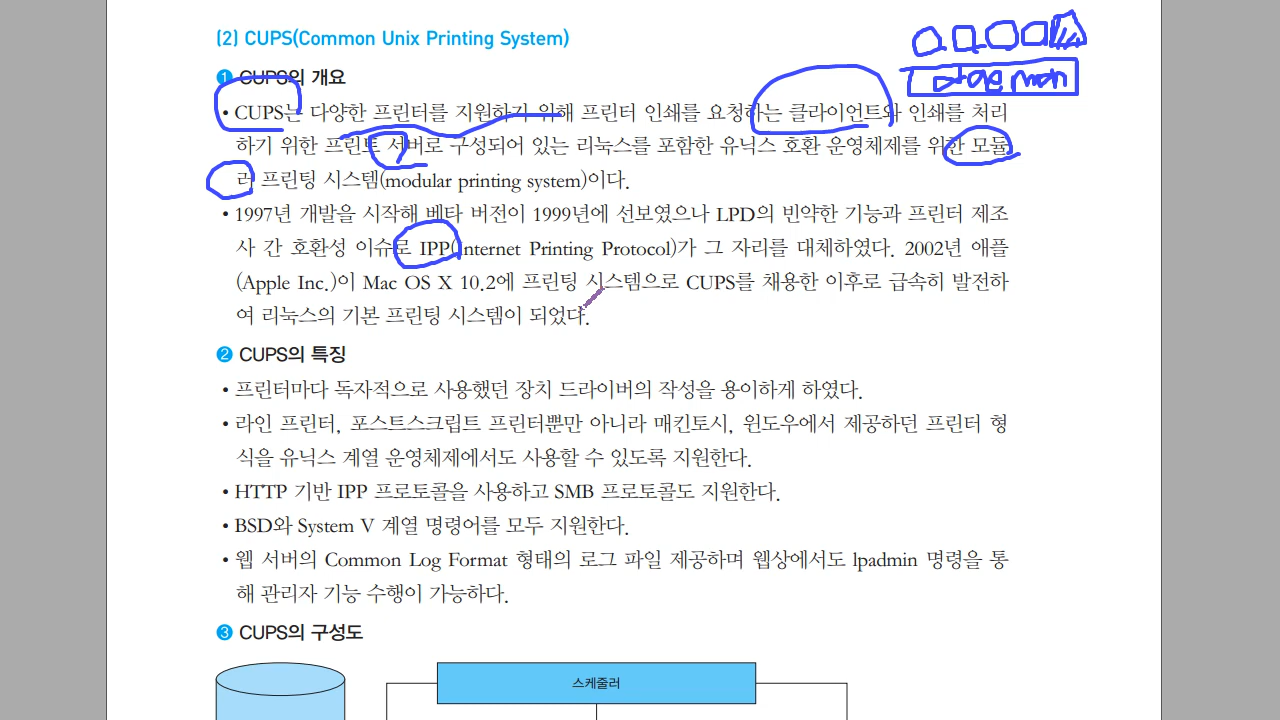 (2) CUPS(Common Unix Printing System)
❶ CUPS의 개요
• CUPS는 다양한 프린터를 지원하기 위해 프린터 인쇄를 요청하는 클라이언트와 인쇄를 처리
하기 위한 프린트 서버로 구성되어 있는 리눅스를 포함한 유닉스 호환 운영체제를 위한 모듈
러 프린팅 시스템(modular printing system)이다.
• 1997년 개발을 시작해 베타 버전이 1999년에 선보였으나 LPD의 빈약한 기능과 프린터 제조
사 간 호환성 이슈로 IPP(Internet Printing Protocol)가 그 자리를 대체하였다. 2002년 애플
(Apple Inc.)이 Mac OS X 10.2에 프린팅 시스템으로 CUPS를 채용한 이후로 급속히 발전하
여 리눅스의 기본 프린팅 시스템이 되었다.
❷ CUPS의 특징
• 프린터마다 독자적으로 사용했던 장치 드라이버의 작성을 용이하게 하였다.
• 라인 프린터, 포스트스크립트 프린터뿐만 아니라 매킨토시, 윈도우에서 제공하던 프린터 형
식을 유닉스 계열 운영체제에서도 사용할 수 있도록 지원한다.
• HTTP 기반 IPP 프로토콜을 사용하고 SMB 프로토콜도 지원한다.
• BSD와 System V 계열 명령어를 모두 지원한다.
• 웹 서버의 Common Log Format 형태의 로그 파일 제공하며 웹상에서도 lpadmin 명령을 통
해 관리자 기능 수행이 가능하다.
❸ CUPS의 구성도
스케줄러